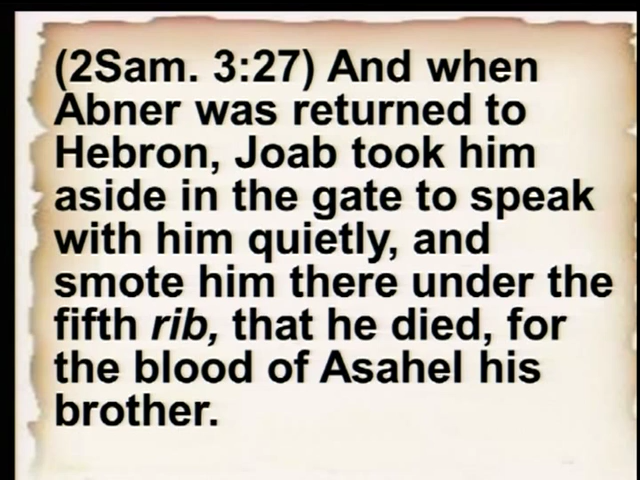 (2Sam. 3:27) And when
Abner was returned to
Hebron, Joab took him
aside in the gate to speak
with him quietly, and
smote him there under the
fifth rib, that he died, for
the blood of Asahel his
brother.